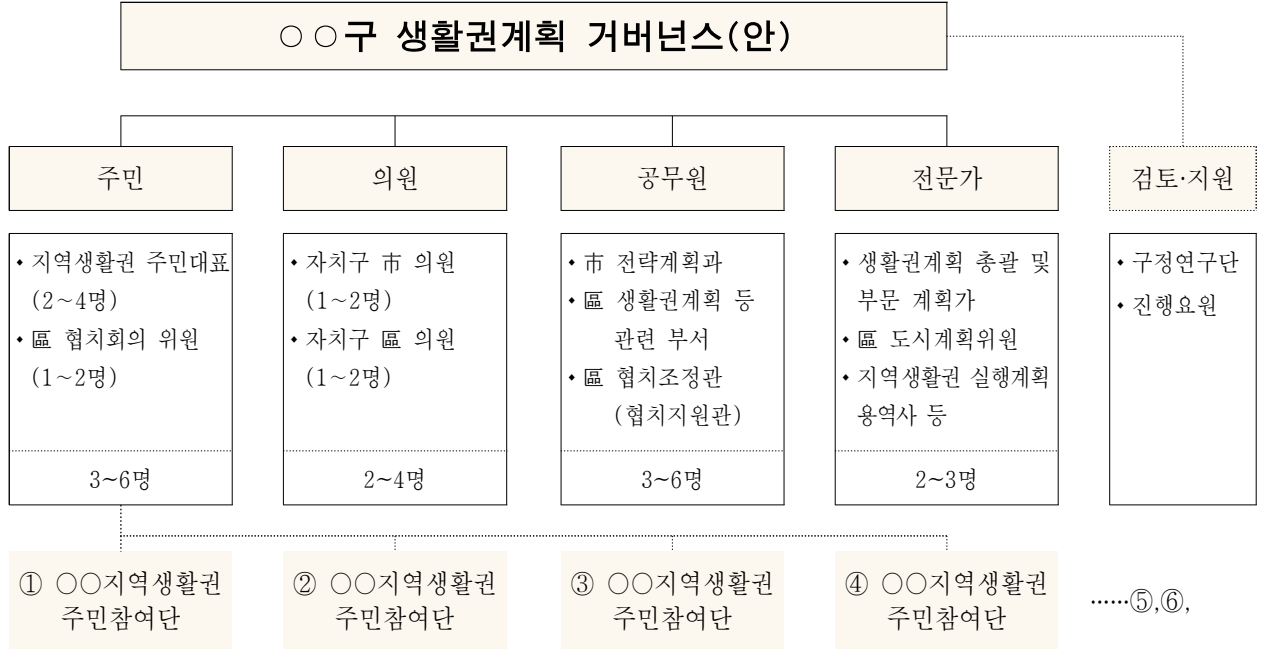 ○○구 생활권계획 거버넌스(안)
주민
의원
공무원
전문가
검토·지원
• 지역생활권 주민대표
(2~4명)
• 區 협치회의 위원
(1~2명)
3~6명
• 자치구 市 의원
(1~2명)
• 자치구 區 의원
(1~2명)
2~4명
• 市 전략계획과
• 區 생활권계획 등
관련 부서
• 區 협치조정관
(협치지원관)
3~6명
• 생활권계획 총괄 및
부문 계획가
• 區 도시계획위원
• 지역생활권 실행계획
용역사 등
2~3명
• 구정연구단
• 진행요원
① ○○지역생활권
주민참여단
② ○○지역생활권
주민참여단
③ ○○지역생활권
주민참여단
④ ○○지역생활권
주민참여단
……⑤,⑥,